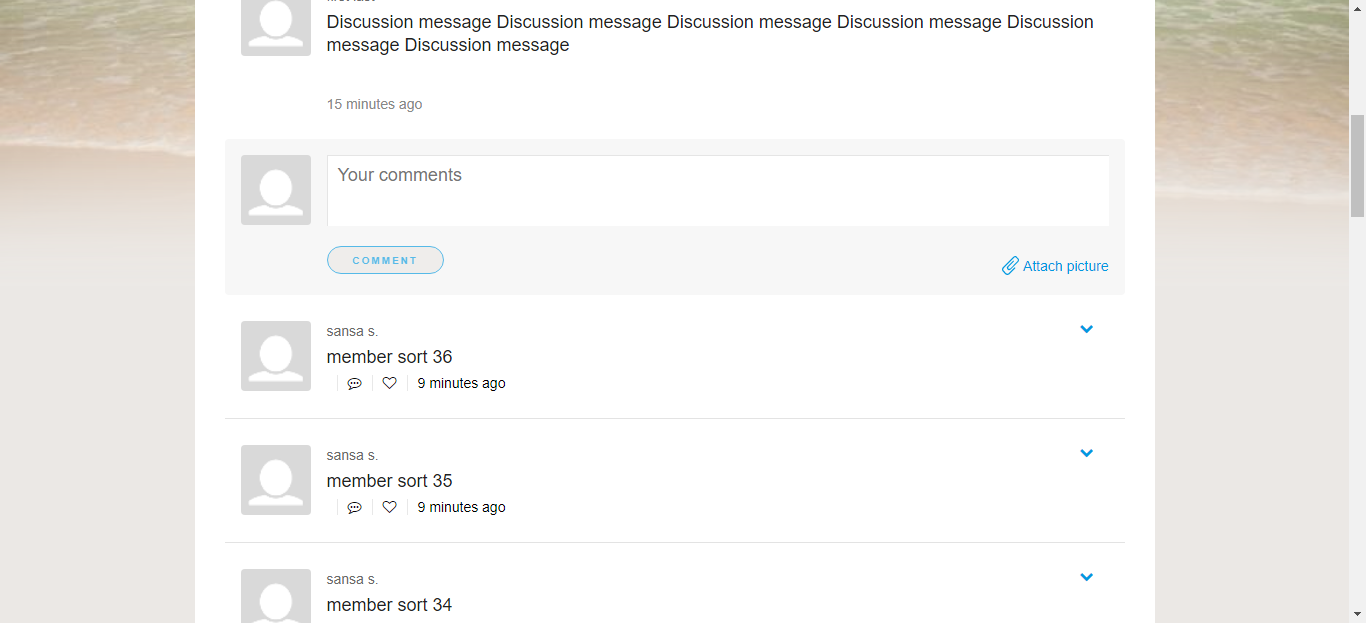 Discussion message Discussion message Discussion message Discussion message Discussion
message Discussion message
15 minutes ago
Your comments
COMMENT
Attach picture
sansa s.
member sort 36
9 minutes ago
sansa s.
member sort 35
9 minutes ago
sansa s.
member sort 34